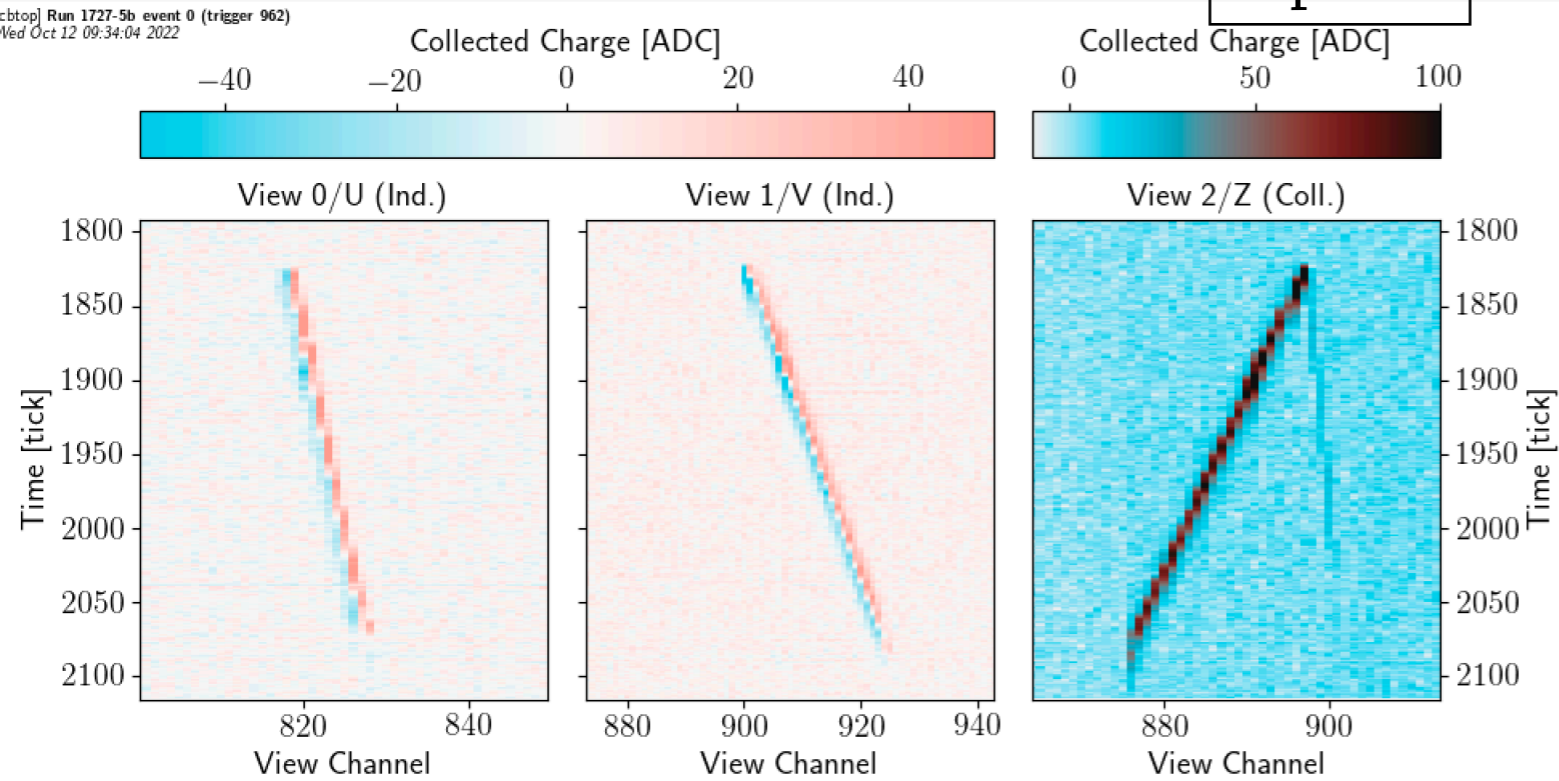 cbtop] Run 1727-5b event 0 (trigger 962)
Wed Oct 12 09:34:04 2022
Collected Charge [ADC] Collected Charge [ADC]
−40 −20 0 20 40 0 50 100
View 0/U (Ind.) View 1/V (Ind.) View 2/Z (Coll.)
1800 1800
1850 1850
1900 1900
1950 1950
2000 2000
2050 2050
2100 2100
Time [tick] Time [tick]
820 840 880 900 920 940 880 900
View Channel View Channel View Channel